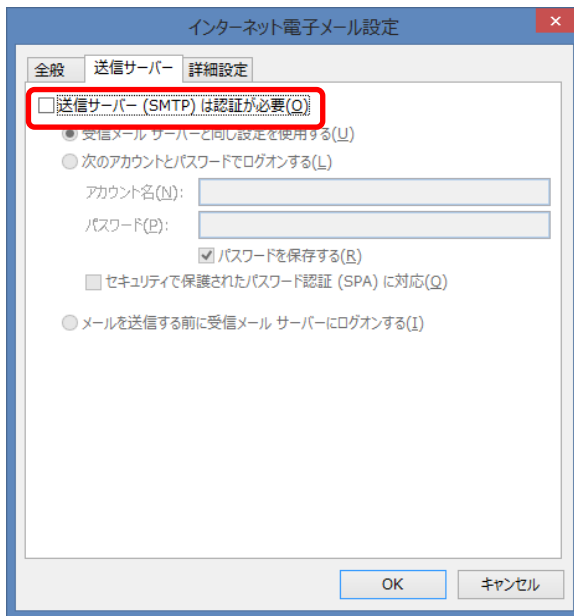 インターネット電子メール設定
全般 送信サーバー 詳細設定
送信サーバー (SMTP) は認証が必要(O)
受信メール サーバーと同じ設定を使用する(U)
次のアカウントとパスワードでログオンする(L)
アカウント名(N):
パスワード(P):
パスワードを保存する(R)
セキュリティで保護されたパスワード認証 (SPA) に対応(Q)
メールを送信する前に受信メール サーバーにログオンする(I)
OK キャンセル